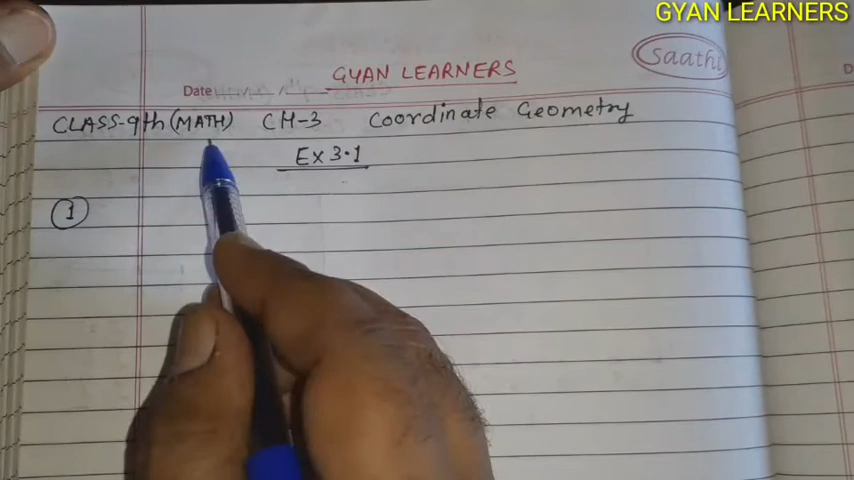 GYAN LEARNERS
Saathi
GYAN LEARNERS
Date
CLASS-9th (MATH) CH-3 Coordinate Geometry
Ex 3.1
1